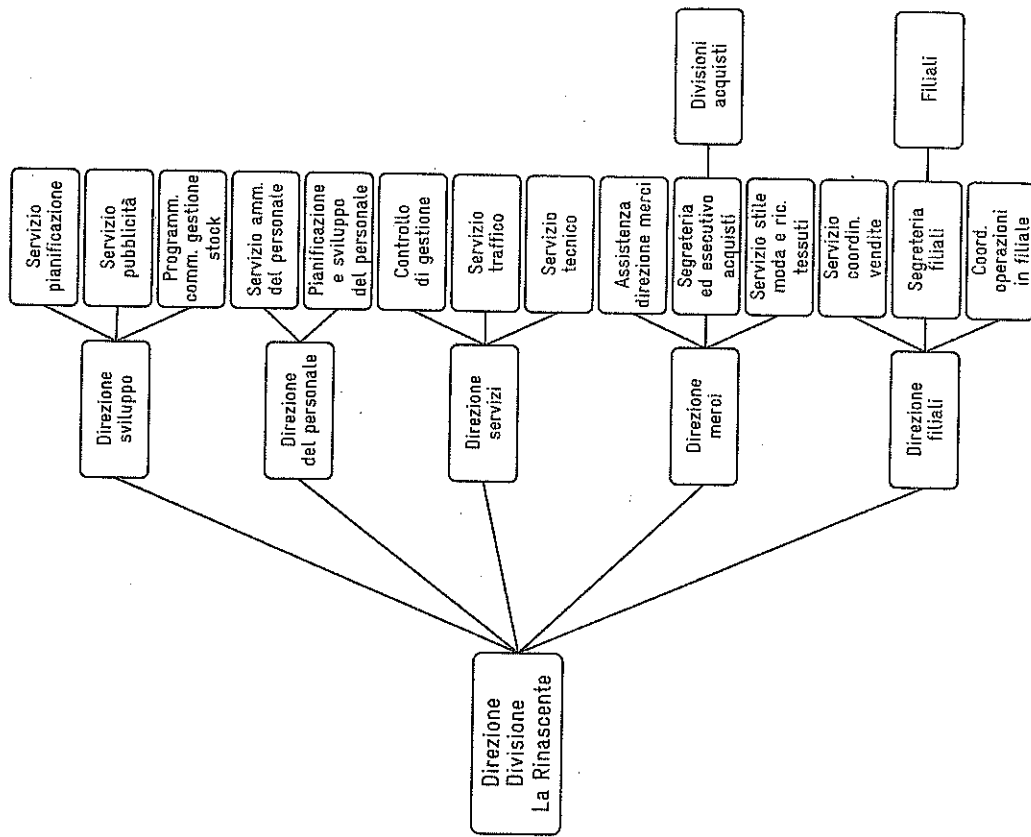 Direzione
Divisione
La Rinascente
Direzione
sviluppo
Servizio
pianificazione
Servizio
pubblicità
Programm.
comm. gestione
stock
Direzione
del personale
Servizio amm.
del personale
Pianificazione
e sviluppo
del personale
Direzione
servizi
Controllo
di gestione
Servizio
traffico
Servizio
tecnico
Direzione
merci
Assistenza
direzione merci
Segreteria
ed esecutivo
acquisti
Servizio stile
moda e ric.
tessuti
Divisioni
acquisti
Direzione
filiali
Servizio
coordin.
vendite
Segreteria
filiali
Coord.
operazioni
in filiale
Filiali